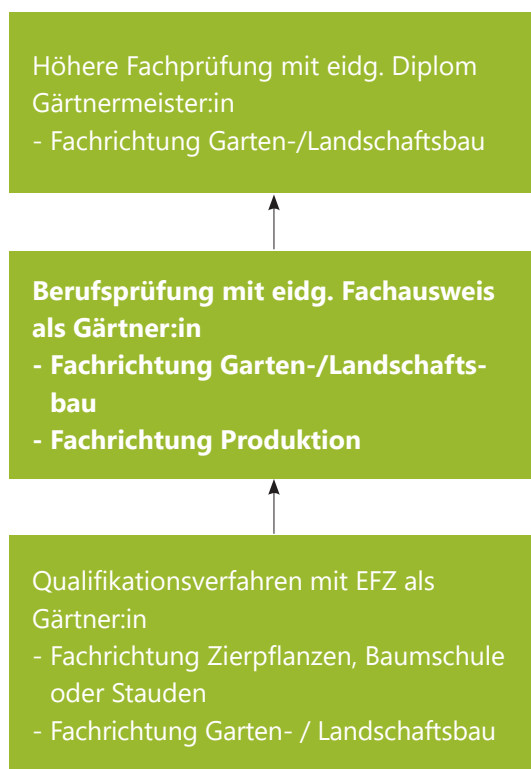 Höhere Fachprüfung mit eidg. Diplom
Gärtnermeister:in
- Fachrichtung Garten-/Landschaftsbau
Berufsprüfung mit eidg. Fachausweis
als Gärtner:in
- Fachrichtung Garten-/Landschafts-
bau
- Fachrichtung Produktion
Qualifikationsverfahren mit EFZ als
Gärtner:in
- Fachrichtung Zierpflanzen, Baumschule
oder Stauden
- Fachrichtung Garten- / Landschaftsbau